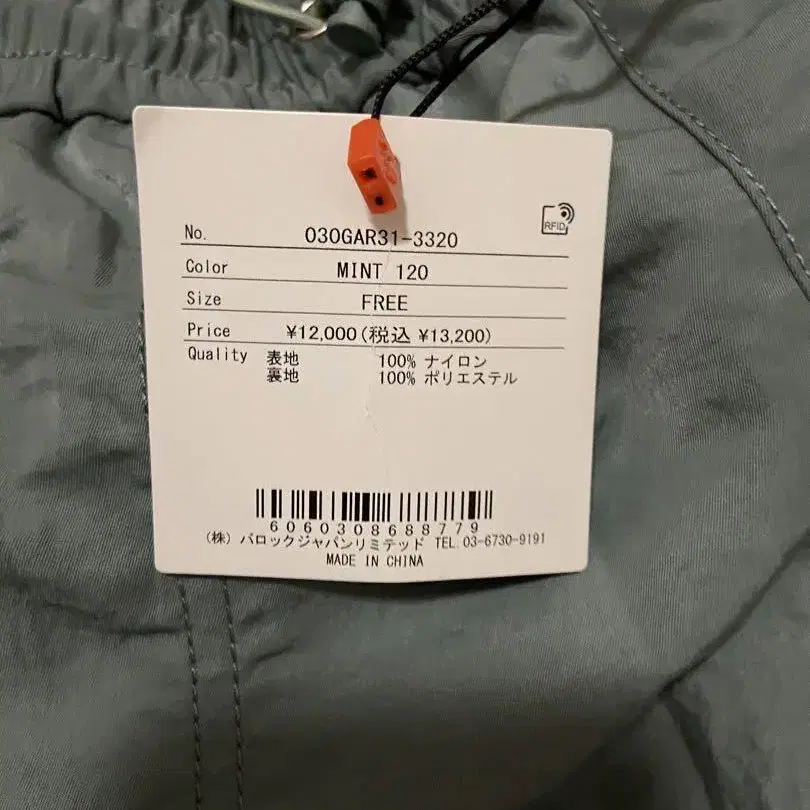 RFID
No. 030GAR31-3320
Color MINT 120
Size FREE
Price ¥12,000(税込 ¥13,200)
Quality 表地 100% ナイロン
裏地 100% ポリエステル
6060308688779
(株) バロックジャパンリミテッド TEL.03-6730-9191
MADE IN CHINA